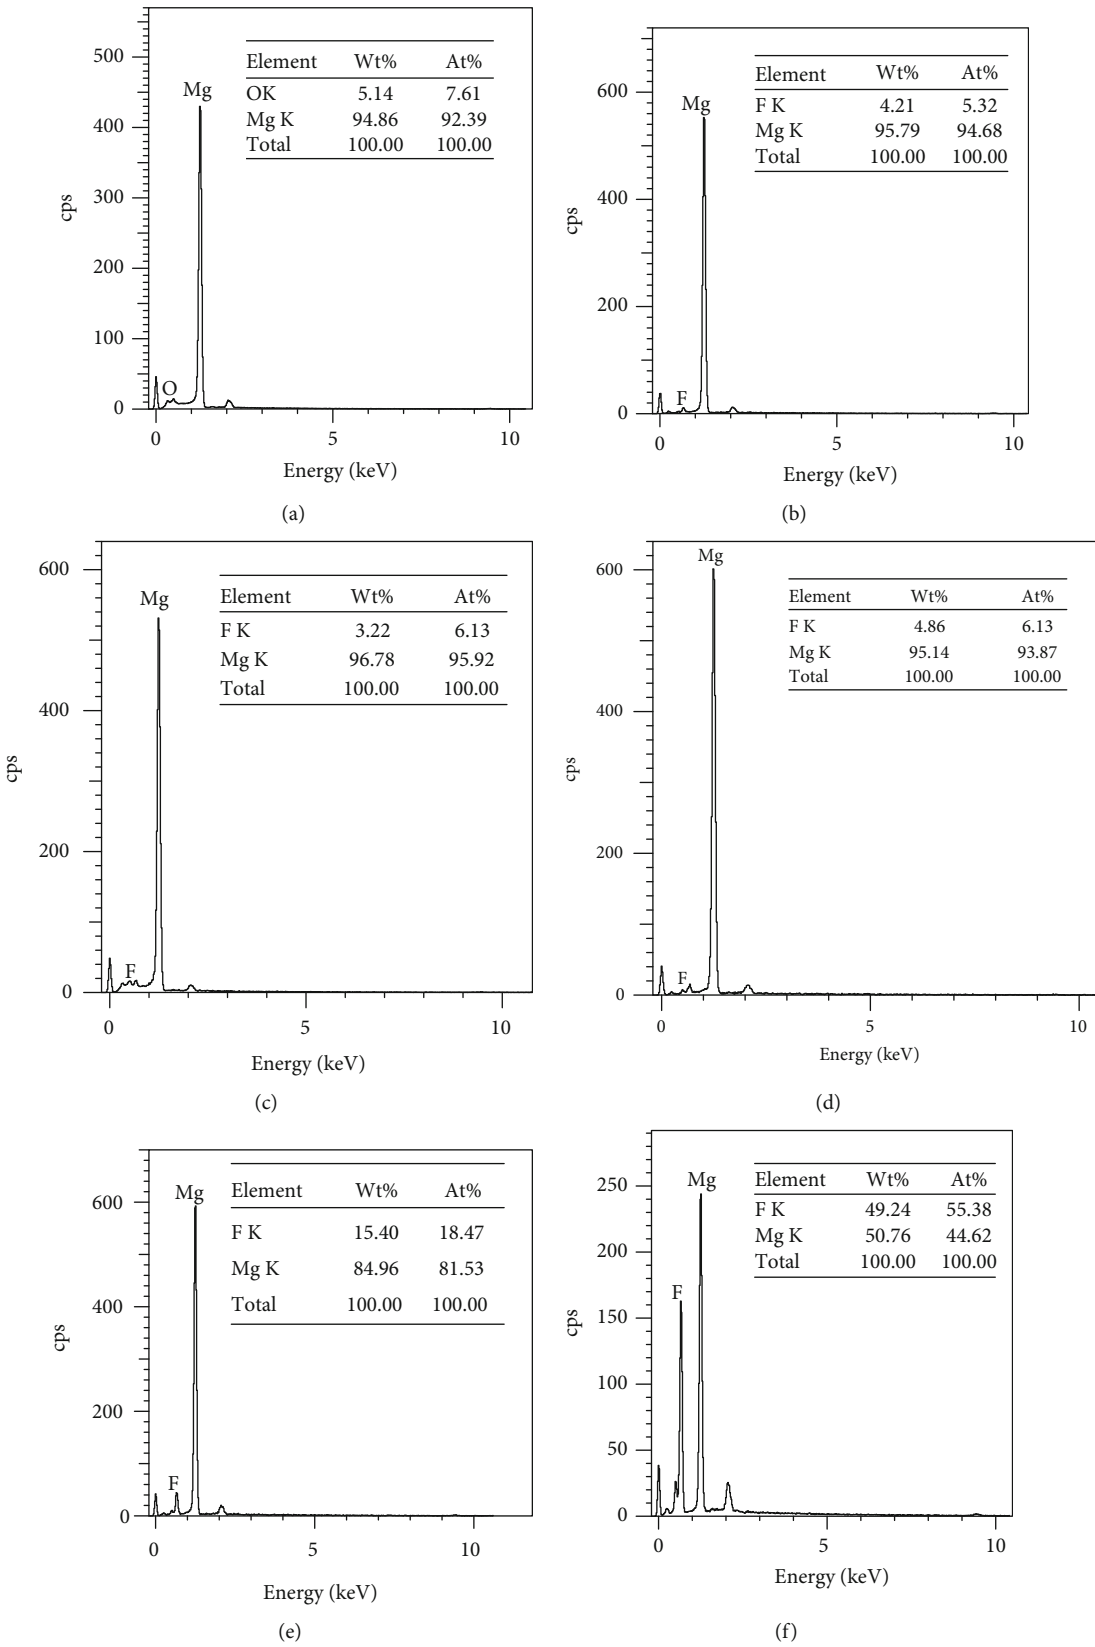 500
400
300
200
100
0
cps
Mg
O
Element Wt% At%
OK 5.14 7.61
Mg K 94.86 92.39
Total 100.00 100.00
0 5 10
Energy (keV)
(a)
600
400
200
0
cps
Mg
F
Element Wt% At%
F K 4.21 5.32
Mg K 95.79 94.68
Total 100.00 100.00
0 5 10
Energy (keV)
(b)
600
400
200
0
cps
Mg
F
Element Wt% At%
F K 3.22 6.13
Mg K 96.78 95.92
Total 100.00 100.00
0 5 10
Energy (keV)
(c)
600
400
200
0
cps
Mg
F
Element Wt% At%
F K 4.86 6.13
Mg K 95.14 93.87
Total 100.00 100.00
0 5 10
Energy (keV)
(d)
600
400
200
0
cps
Mg
F
Element Wt% At%
F K 15.40 18.47
Mg K 84.96 81.53
Total 100.00 100.00
0 5 10
Energy (keV)
(e)
250
200
150
100
50
0
cps
Mg
F
Element Wt% At%
F K 49.24 55.38
Mg K 50.76 44.62
Total 100.00 100.00
0 5 10
Energy (keV)
(f)